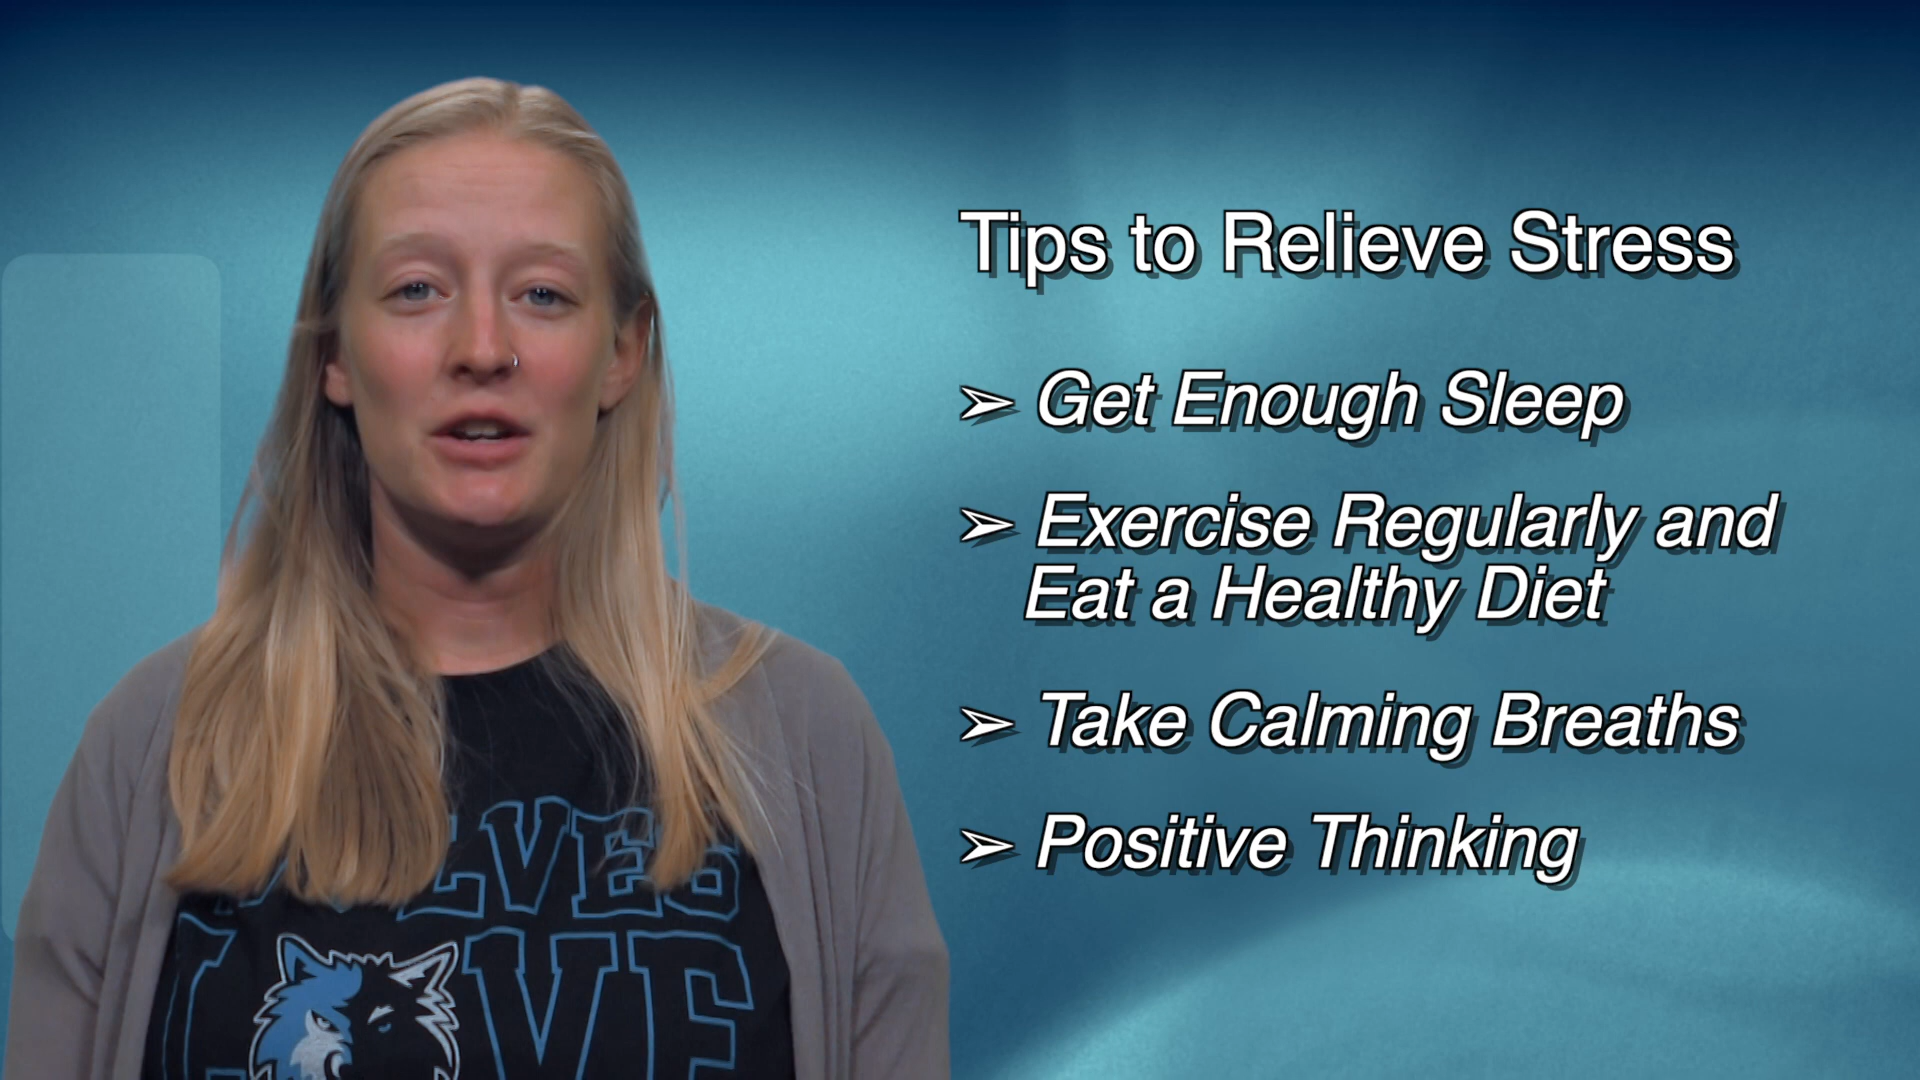 Tips to Relieve Stress
➢ Get Enough Sleep
➢ Exercise Regularly and
Eat a Healthy Diet
➢ Take Calming Breaths
➢ Positive Thinking